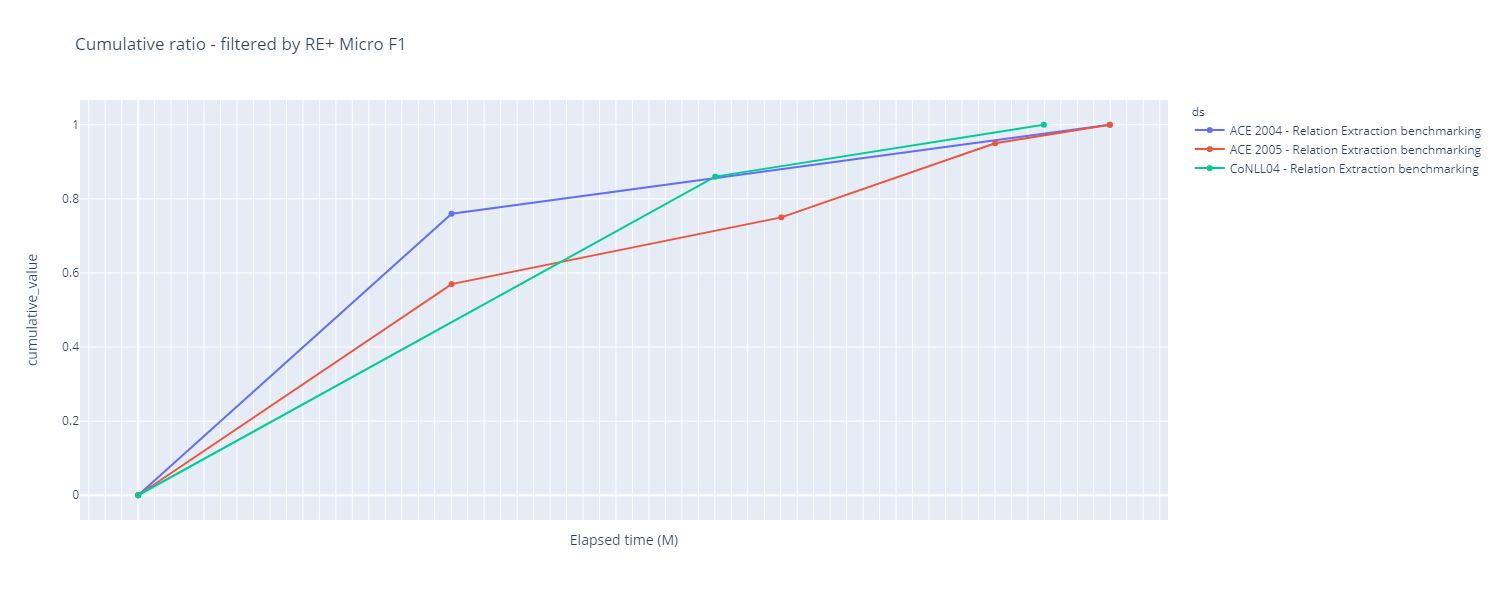 Cumulative ratio - filtered by RE+ Micro F1
ds
ACE 2004 - Relation Extraction benchmarking
ACE 2005 - Relation Extraction benchmarking
CoNLL04 - Relation Extraction benchmarking
1
0.8
0.6
0.4
0.2
0
cumulative_value
Elapsed time (M)